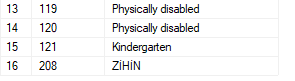 13 119 Physically disabled
14 120 Physically disabled
15 121 Kindergarten
16 208 ZİHİN